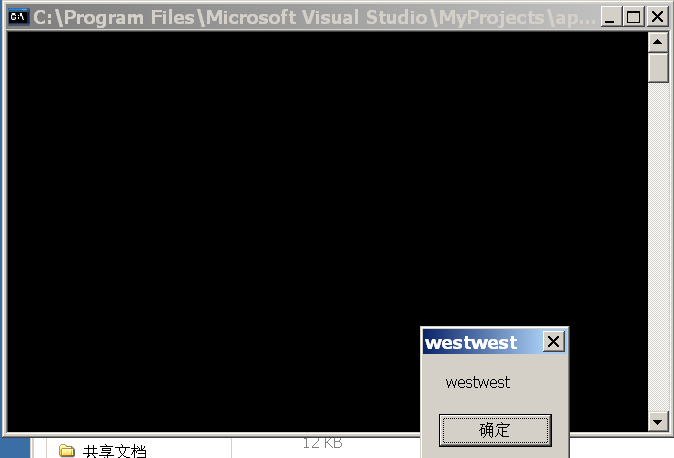 C:\Program Files\Microsoft Visual Studio\MyProjects\ap...
westwest
westwest
确定
共享文档
12 KB